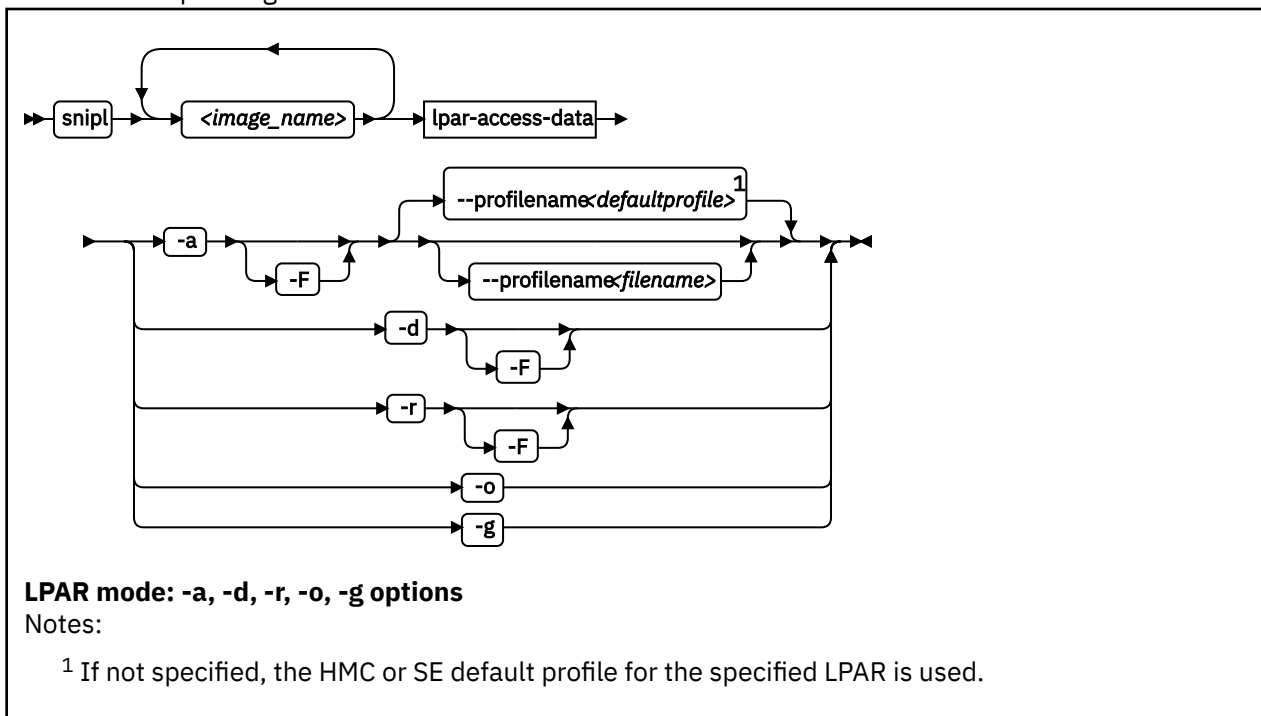 snipl <image_name> lpar-access-data
--profilename<defaultprofile> 1
-a
-F
--profilename<filename>
-d
-F
-r
-F
-o
-g
LPAR mode: -a, -d, -r, -o, -g options
Notes:
1 If not specified, the HMC or SE default profile for the specified LPAR is used.